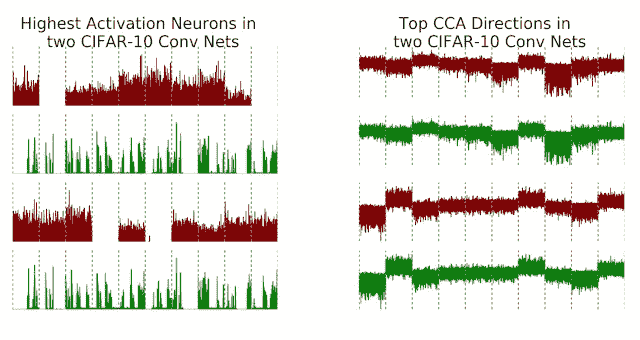 Highest Activation Neurons in
two CIFAR-10 Conv Nets
Top CCA Directions in
two CIFAR-10 Conv Nets